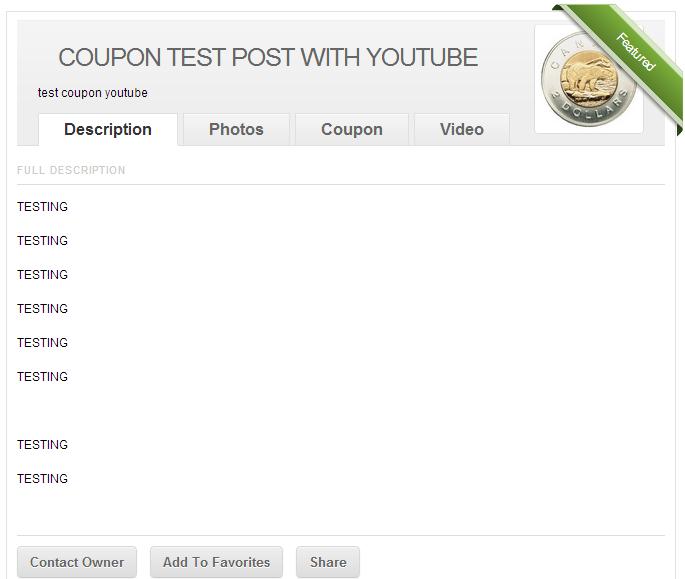 COUPON TEST POST WITH YOUTUBE
Featured
test coupon youtube
CAN
2 DOLLARS
Description
Photos
Coupon
Video
FULL DESCRIPTION
TESTING
TESTING
TESTING
TESTING
TESTING
TESTING
TESTING
TESTING
Contact Owner
Add To Favorites
Share